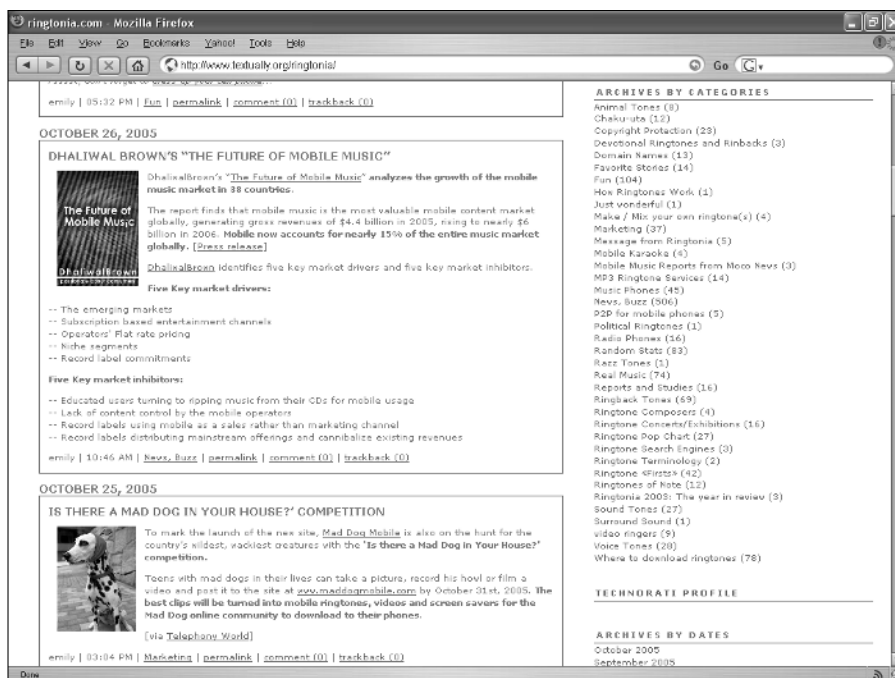 ringtonia.com - Mozilla Firefox
File Edit View Go Bookmarks Yahoo! Tools Help
http://www.textually.org/ringtonia/
Go
emily | 05:32 PM | Fun | permalink | comment (0) | trackback (0)
OCTOBER 26, 2005
DHALIWAL BROWN'S "THE FUTURE OF MOBILE MUSIC"
The Future of
Mobile Music
DhaliwalBrown
DhaliwalBrown's "The Future of Mobile Music" analyzes the growth of the mobile
music market in 38 countries.
The report finds that mobile music is the most valuable mobile content market
globally, generating gross revenues of $4.4 billion in 2005, rising to nearly $6
billion in 2006. Mobile now accounts for nearly 15% of the entire music market
globally. [Press release]
DhaliwalBrown identifies five key market drivers and five key market inhibitors.
Five Key market drivers:
-- The emerging markets
-- Subscription based entertainment channels
-- Operators' Flat rate pricing
-- Niche segments
-- Record label commitments
Five Key market inhibitors:
-- Educated users turning to ripping music from their CDs for mobile usage
-- Lack of content control by the mobile operators
-- Record labels using mobile as a sales rather than marketing channel
-- Record labels distributing mainstream offerings and cannibalize existing revenues
emily | 10:46 AM | News, Buzz | permalink | comment (0) | trackback (0)
OCTOBER 25, 2005
IS THERE A MAD DOG IN YOUR HOUSE?' COMPETITION
To mark the launch of the new site, Mad Dog Mobile is also on the hunt for the
country's wildest, wackiest creatures with the 'Is there a Mad Dog in Your House?'
competition.
Teens with mad dogs in their lives can take a picture, record his howl or film a
video and post it to the site at www.maddogmobile.com by October 31st, 2005. The
best clips will be turned into mobile ringtones, videos and screen savers for the
Mad Dog online community to download to their phones.
[via Telephony World]
emily | 03:04 PM | Marketing | permalink | comment (0) | trackback (0)
ARCHIVES BY CATEGORIES
Animal Tones (8)
Chaku-uta (12)
Copyright Protection (23)
Devotional Ringtones and Rinbacks (3)
Domain Names (13)
Favorite Stories (14)
Fun (104)
How Ringtones Work (1)
Just wonderful (1)
Make / Mix your own ringtone(s) (4)
Marketing (37)
Message from Ringtonia (5)
Mobile Karaoke (4)
Mobile Music Reports from Moco News (3)
MP3 Ringtone Services (14)
Music Phones (45)
News, Buzz (506)
P2P for mobile phones (5)
Political Ringtones (1)
Radio Phones (16)
Random Stats (83)
Razz Tones (1)
Real Music (74)
Reports and Studies (16)
Ringback Tones (69)
Ringtone Composers (4)
Ringtone Concerts/Exhibitions (16)
Ringtone Pop Chart (27)
Ringtone Search Engines (3)
Ringtone Terminology (2)
Ringtone «Firsts» (42)
Ringtones of Note (12)
Ringtonia 2003: The year in review (3)
Sound Tones (27)
Surround Sound (1)
video ringers (9)
Voice Tones (28)
Where to download ringtones (78)
TECHNORATI PROFILE
ARCHIVES BY DATES
October 2005
September 2005
Done